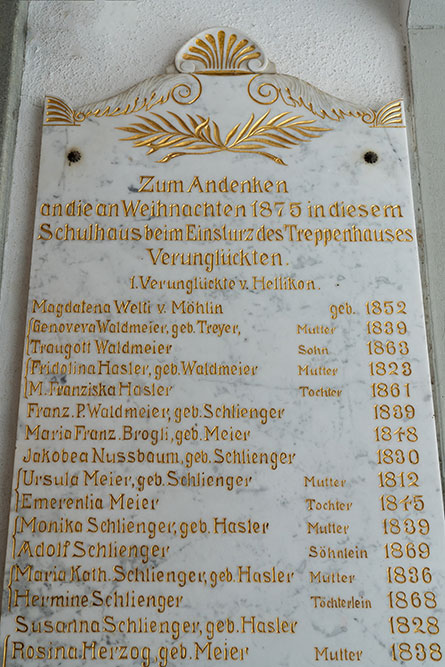 Zum Andenken
an die an Weihnachten 1875 in diesem
Schulhaus beim Einsturz des Treppenhauses
Verunglückten.
1. Verunglückte v. Hellikon.
Magdalena Welti v. Möhlin geb. 1852
Genoveva Waldmeier, geb. Treyer, Mutter 1839
Traugott Waldmeier Sohn 1863
Fridolina Hasler, geb. Waldmeier Mutter 1823
M. Franziska Hasler Tochter 1861
Franz. P. Waldmeier, geb. Schlienger 1839
Maria Franz. Brogli, geb. Meier 1848
Jakobea Nussbaum, geb. Schlienger 1830
Ursula Meier, geb. Schlienger Mutter 1812
Emerentia Meier Tochter 1845
Monika Schlienger, geb. Hasler Mutter 1839
Adolf Schlienger Söhnlein 1869
Maria Kath. Schlienger, geb. Hasler Mutter 1836
Hermine Schlienger Töchterlein 1868
Susanna Schlienger, geb. Hasler 1828
Rosina Herzog, geb. Meier Mutter 1838